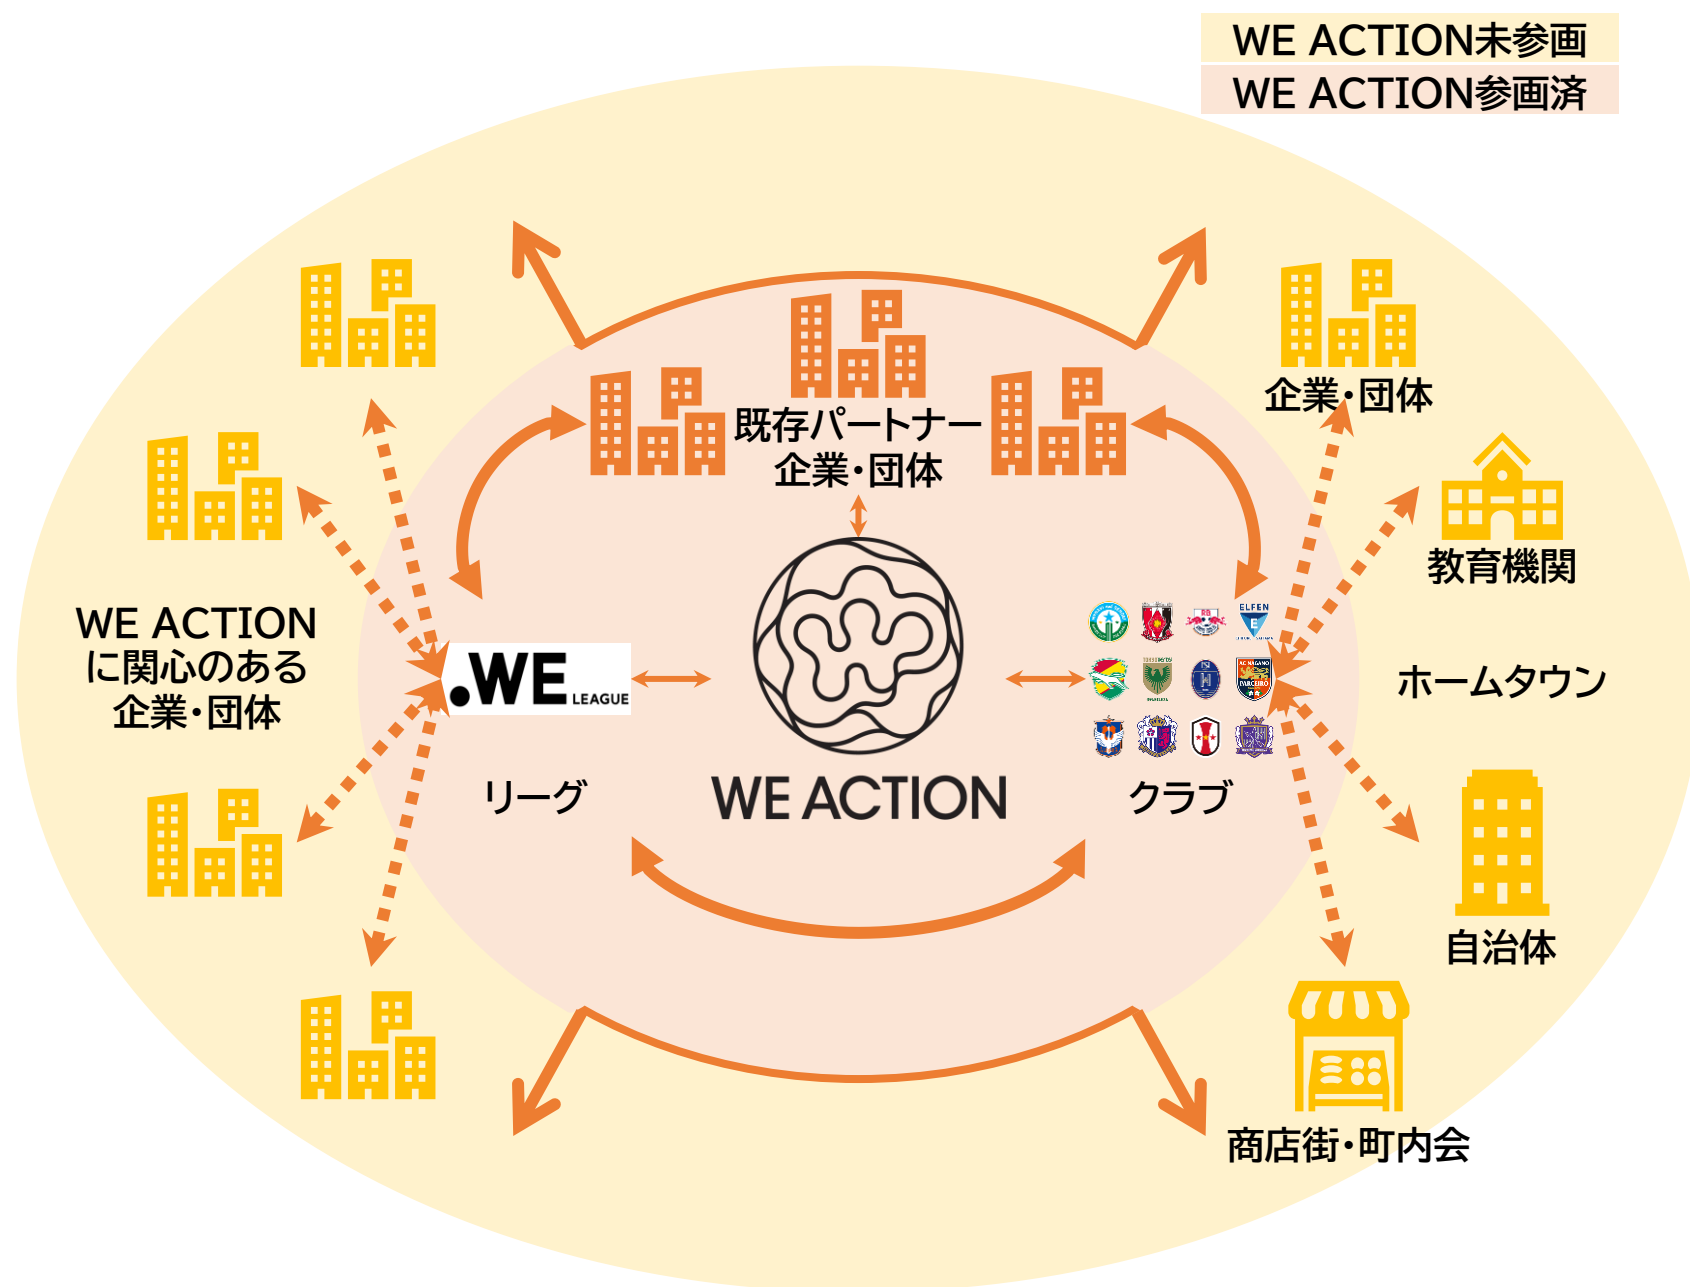 WE ACTION未参画
WE ACTION参画済
既存パートナー
企業・団体
企業・団体
教育機関
WE ACTION
に関心のある
企業・団体
.WE LEAGUE
ELFEN
AC NAGANO
PARCEIRO
ホームタウン
リーグ
WE ACTION
クラブ
自治体
商店街・町内会